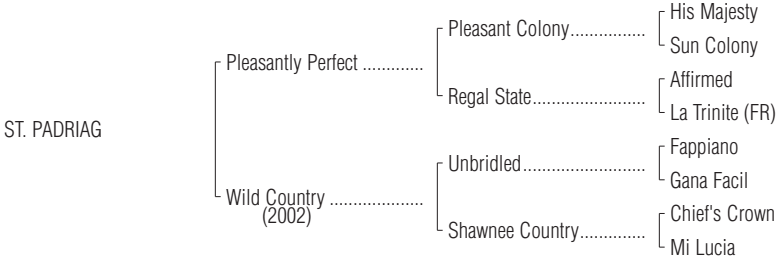 His Majesty
Pleasant Colony................
Sun Colony
Pleasantly Perfect .............
Affirmed
Regal State........................
La Trinite (FR)
ST. PADRIAG
Fappiano
Unbridled..........................
Gana Facil
Wild Country ....................
(2002)
Chief's Crown
Shawnee Country..............
Mi Lucia